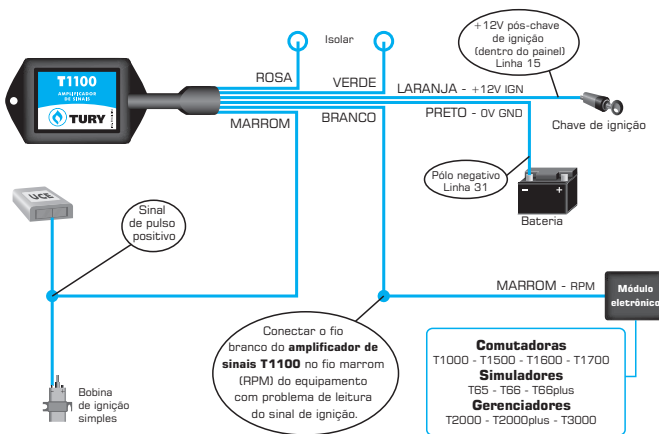 T1100
AMPLIFICADOR
DE SINAIS
TURY
Isolar
ROSA
VERDE
LARANJA - +12V IGN
MARROM
BRANCO
PRETO - 0V GND
+12V pós-chave
de ignição
(dentro do painel)
Linha 15
Chave de ignição
Pólo negativo
Linha 31
- +
Bateria
UCE
Sinal
de pulso
positivo
MARROM - RPM
Módulo
eletrônico
Conectar o fio
branco do amplificador de
sinais T1100 no fio marrom
(RPM) do equipamento
com problema de leitura
do sinal de ignição.
Bobina
de ignição
simples
Comutadoras
T1000 - T1500 - T1600 - T1700
Simuladores
T65 - T66 - T66plus
Gerenciadores
T2000 - T2000plus - T3000